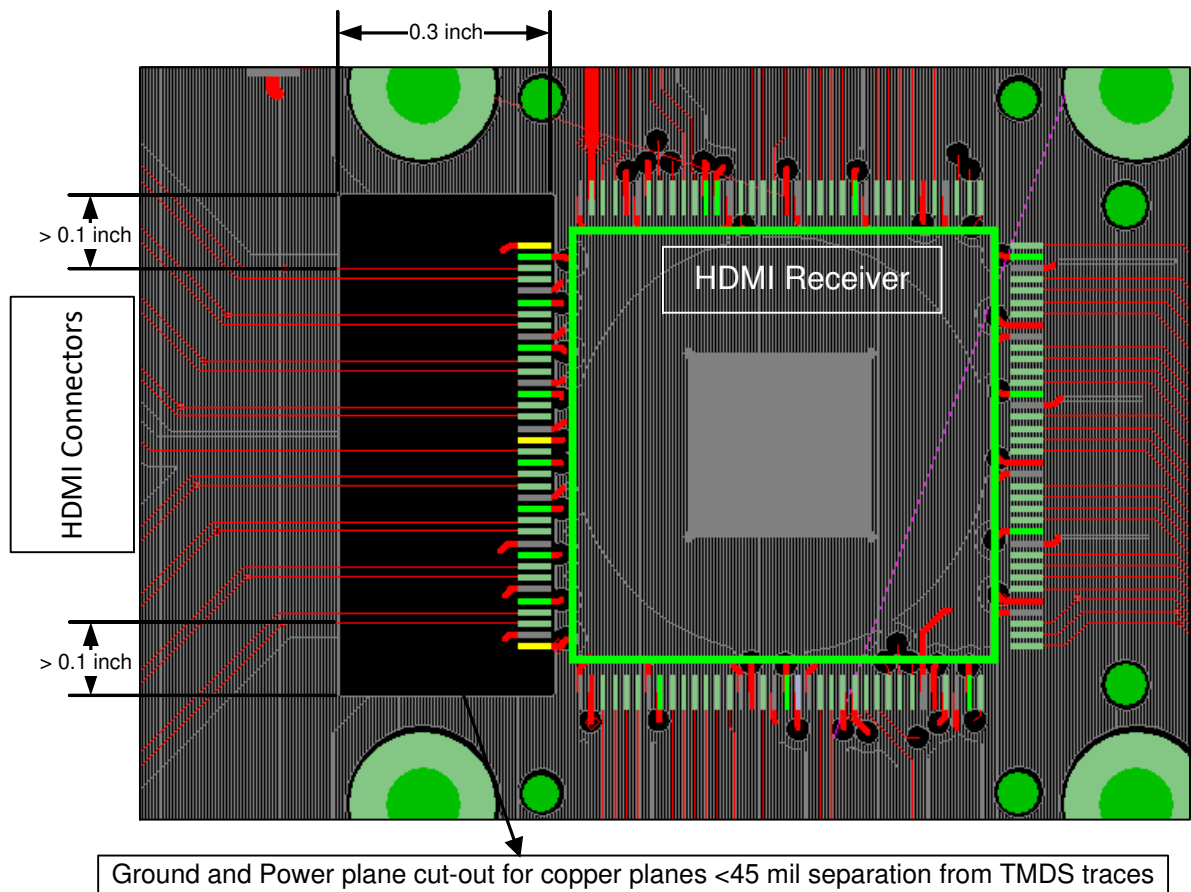 0.3 inch
> 0.1 inch
HDMI Connectors
HDMI Receiver
> 0.1 inch
Ground and Power plane cut-out for copper planes <45 mil separation from TMDS traces